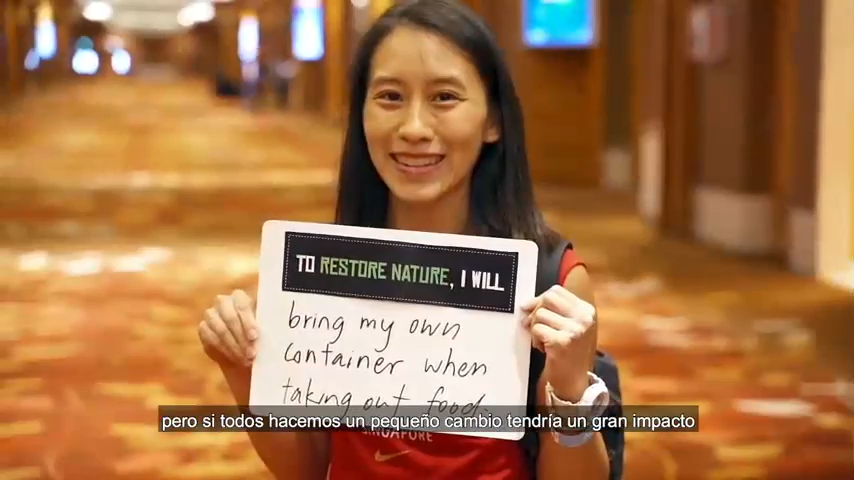 TO RESTORE NATURE, I WILL
bring my own
container when
taking out food.
pero si todos hacemos un pequeño cambio tendría un gran impacto
SINGAPORE